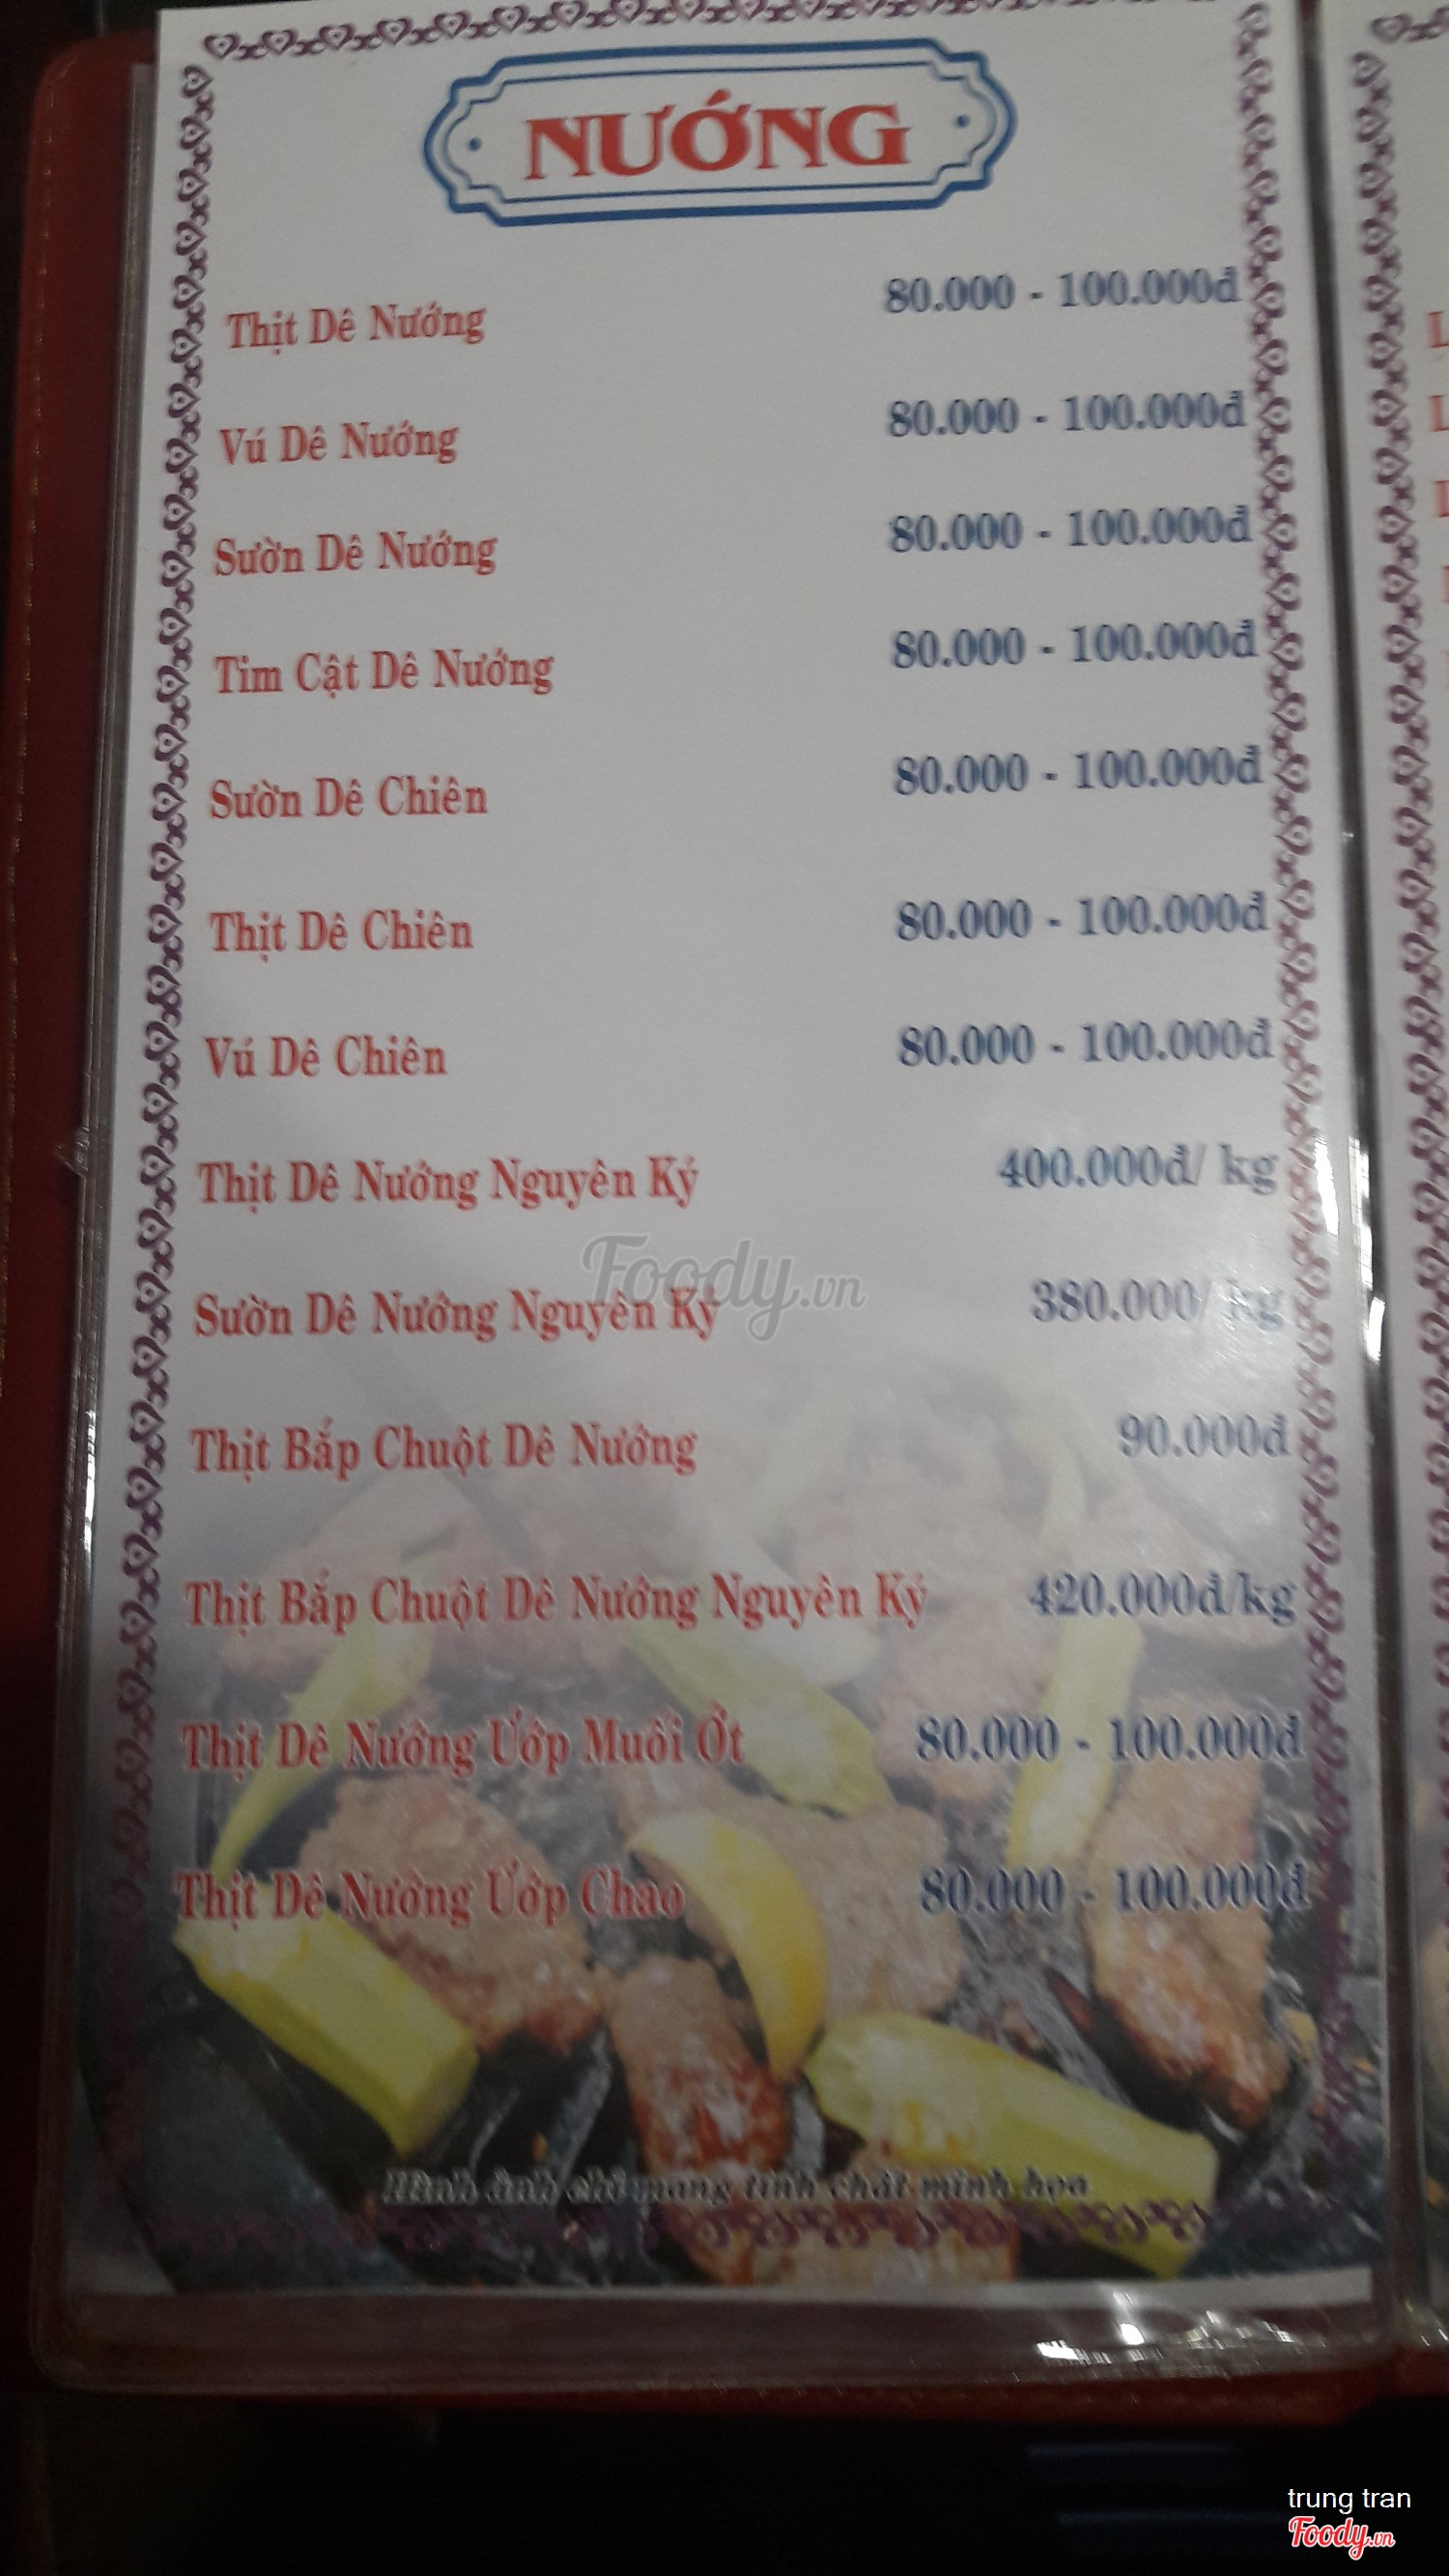 NƯỚNG
Thịt Dê Nướng 80.000 - 100.000đ
Vú Dê Nướng 80.000 - 100.000đ
Sườn Dê Nướng 80.000 - 100.000đ
Tim Cật Dê Nướng 80.000 - 100.000đ
Sườn Dê Chiên 80.000 - 100.000đ
Thịt Dê Chiên 80.000 - 100.000đ
Vú Dê Chiên 80.000 - 100.000đ
Thịt Dê Nướng Nguyên Ký 400.000đ/ kg
Foody.vn
Sườn Dê Nướng Nguyên Ký 380.000/ kg
Thịt Bắp Chuột Dê Nướng 90.000đ
Thịt Bắp Chuột Dê Nướng Nguyên Ký 420.000đ/kg
Thịt Dê Nướng Ướp Muối Ớt 80.000 - 100.000đ
Thịt Dê Nướng Ướp Chao 80.000 - 100.000đ
Hình ảnh chỉ mang tính chất minh họa
trung tran
Foody.vn